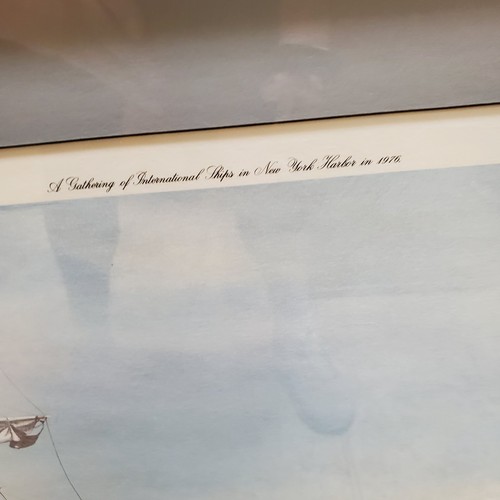 A Gathering of International Ships in New York Harbor in 1976.